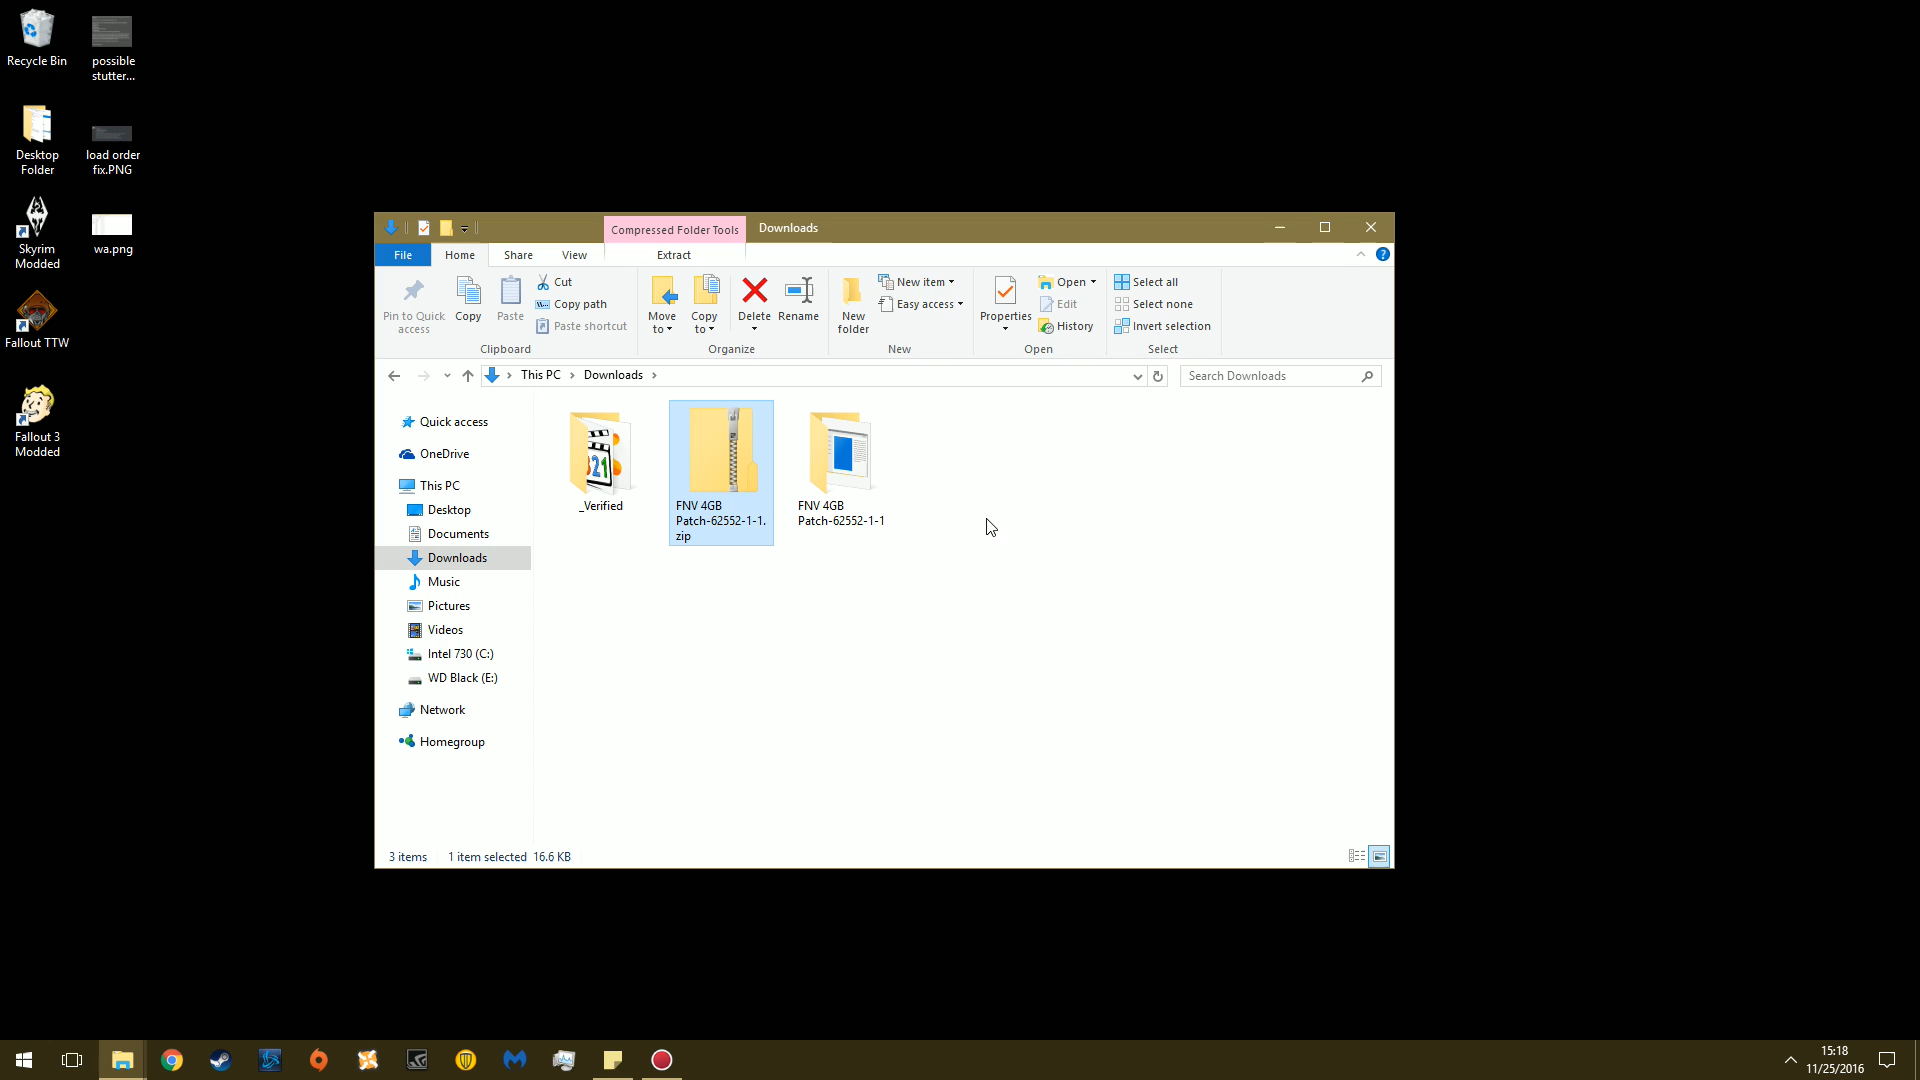 Recycle Bin
possible
stutter...
Desktop
Folder
load order
fix.PNG
Skyrim
Modded
wa.png
Fallout TTW
Fallout 3
Modded
Compressed Folder Tools
Downloads
File
Home
Share
View
Extract
Pin to Quick
access
Copy
Paste
Cut
Copy path
Paste shortcut
Clipboard
Move
to
Copy
to
Delete
Rename
Organize
New
folder
New item
Easy access
New
Properties
Open
Edit
History
Open
Select all
Select none
Invert selection
Select
This PC
Downloads
Search Downloads
Quick access
OneDrive
This PC
Desktop
Documents
Downloads
Music
Pictures
Videos
Intel 730 (C:)
WD Black (E:)
Network
Homegroup
_Verified
FNV 4GB
Patch-62552-1-1.
zip
FNV 4GB
Patch-62552-1-1
3 items
1 item selected 16.6 KB
15:18
11/25/2016